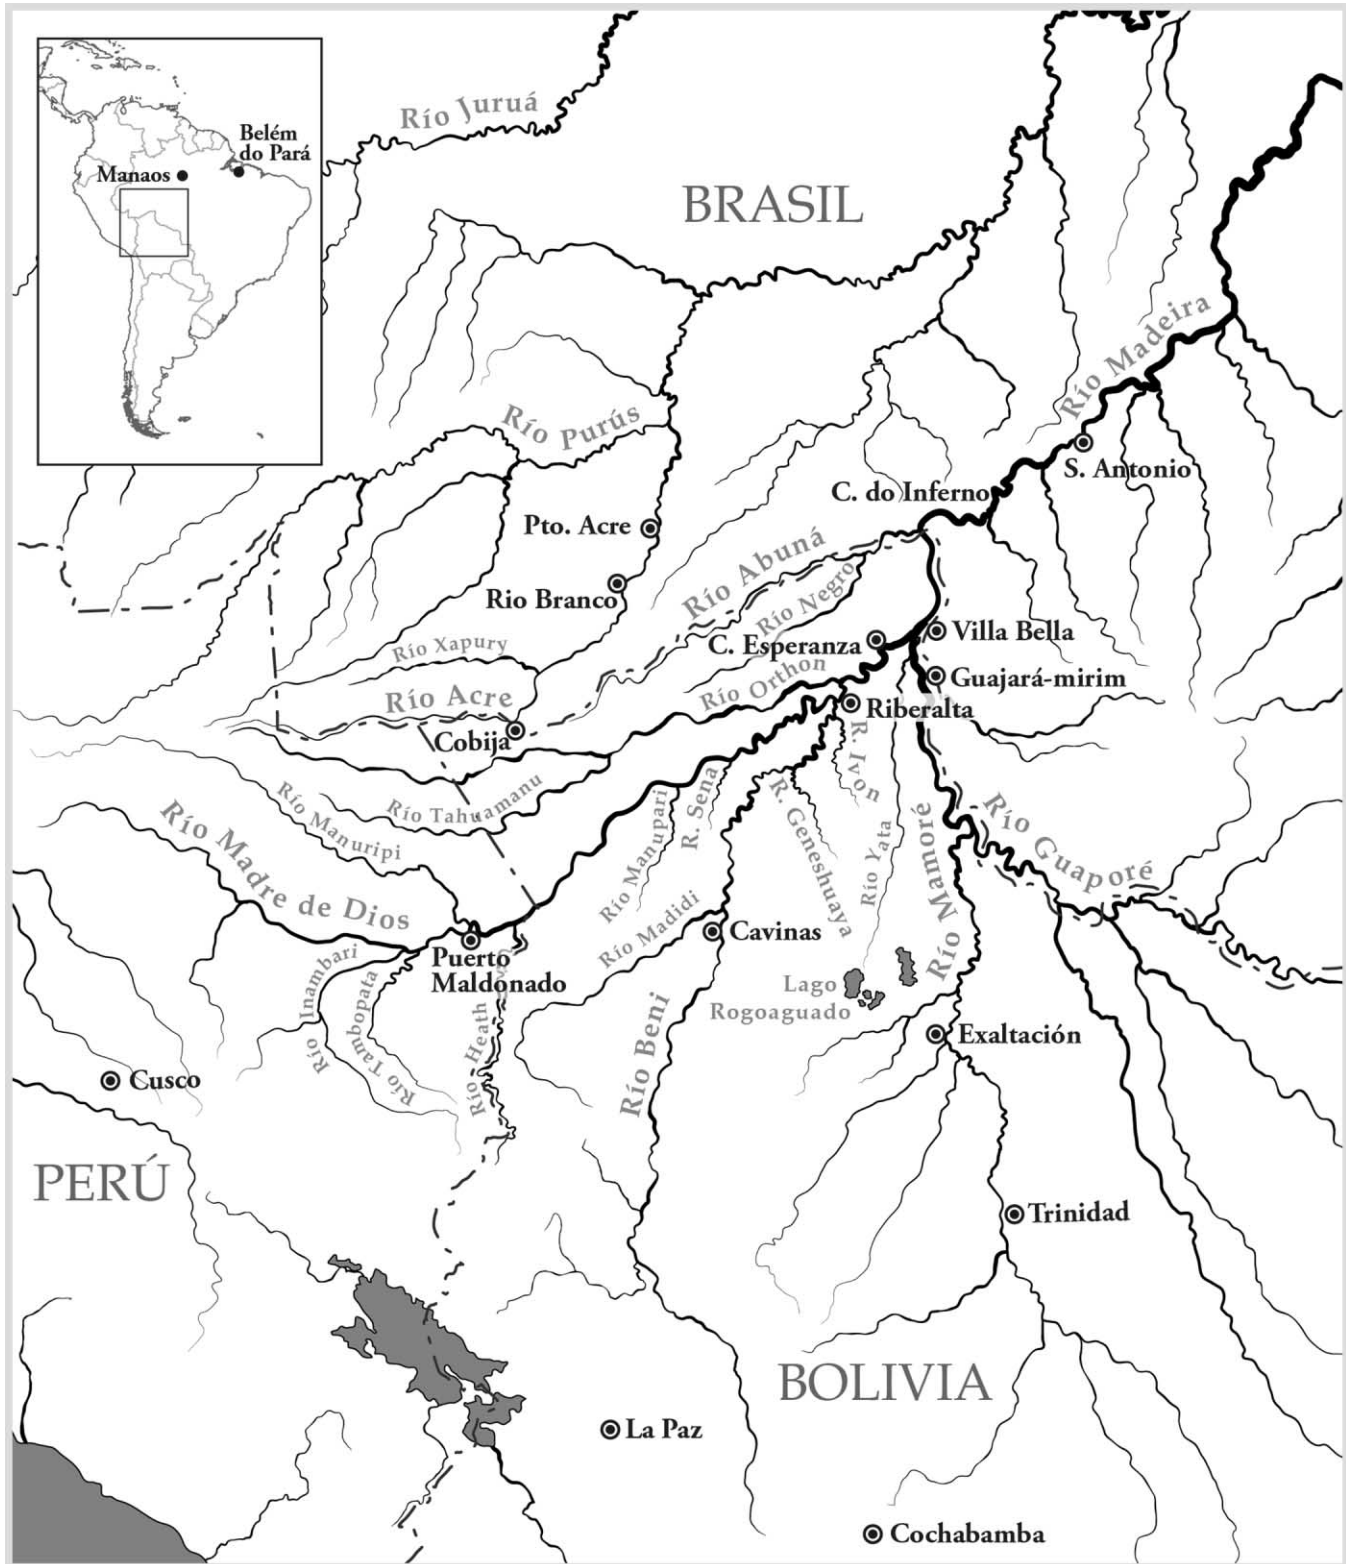 Río Juruá
Belém
do Pará
Manaos
BRASIL
Río Madeira
Río Purús
S. Antonio
C. do Inferno
Pto. Acre
Río Abuná
Rio Branco
Río Negro
Villa Bella
C. Esperanza
Río Xapury
Río Orthon
Guajará-mirim
Río Acre
Riberalta
Cobija
R. Ivon
Río Tahuamanu
R. Sena
R. Geneshuaya
Río Manuripi
Río Manupari
Río Yata
Río Mamoré
Río Guaporé
Río Madre de Dios
Río Madidi
Cavinas
Puerto
Maldonado
Río Inambari
Río Tambopata
Río Heath
Lago
Rogoaguado
Río Beni
Exaltación
Cusco
PERÚ
Trinidad
BOLIVIA
La Paz
Cochabamba